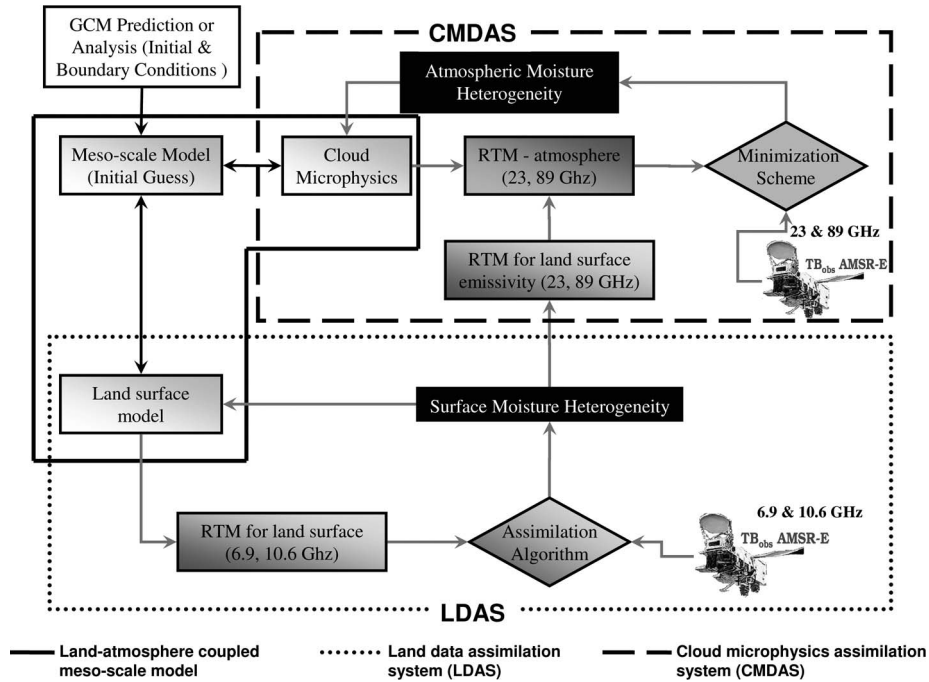 GCM Prediction or
Analysis (Initial &
Boundary Conditions )
CMDAS
Atmospheric Moisture
Heterogeneity
Meso-scale Model
(Initial Guess)
Cloud
Microphysics
RTM - atmosphere
(23, 89 Ghz)
Minimization
Scheme
23 & 89 GHz
TBobs AMSR-E
RTM for land surface
emissivity (23, 89 GHz)
Land surface
model
Surface Moisture Heterogeneity
RTM for land surface
(6.9, 10.6 Ghz)
Assimilation
Algorithm
6.9 & 10.6 GHz
TBobs AMSR-E
LDAS
Land-atmosphere coupled
meso-scale model
Land data assimilation
system (LDAS)
Cloud microphysics assimilation
system (CMDAS)